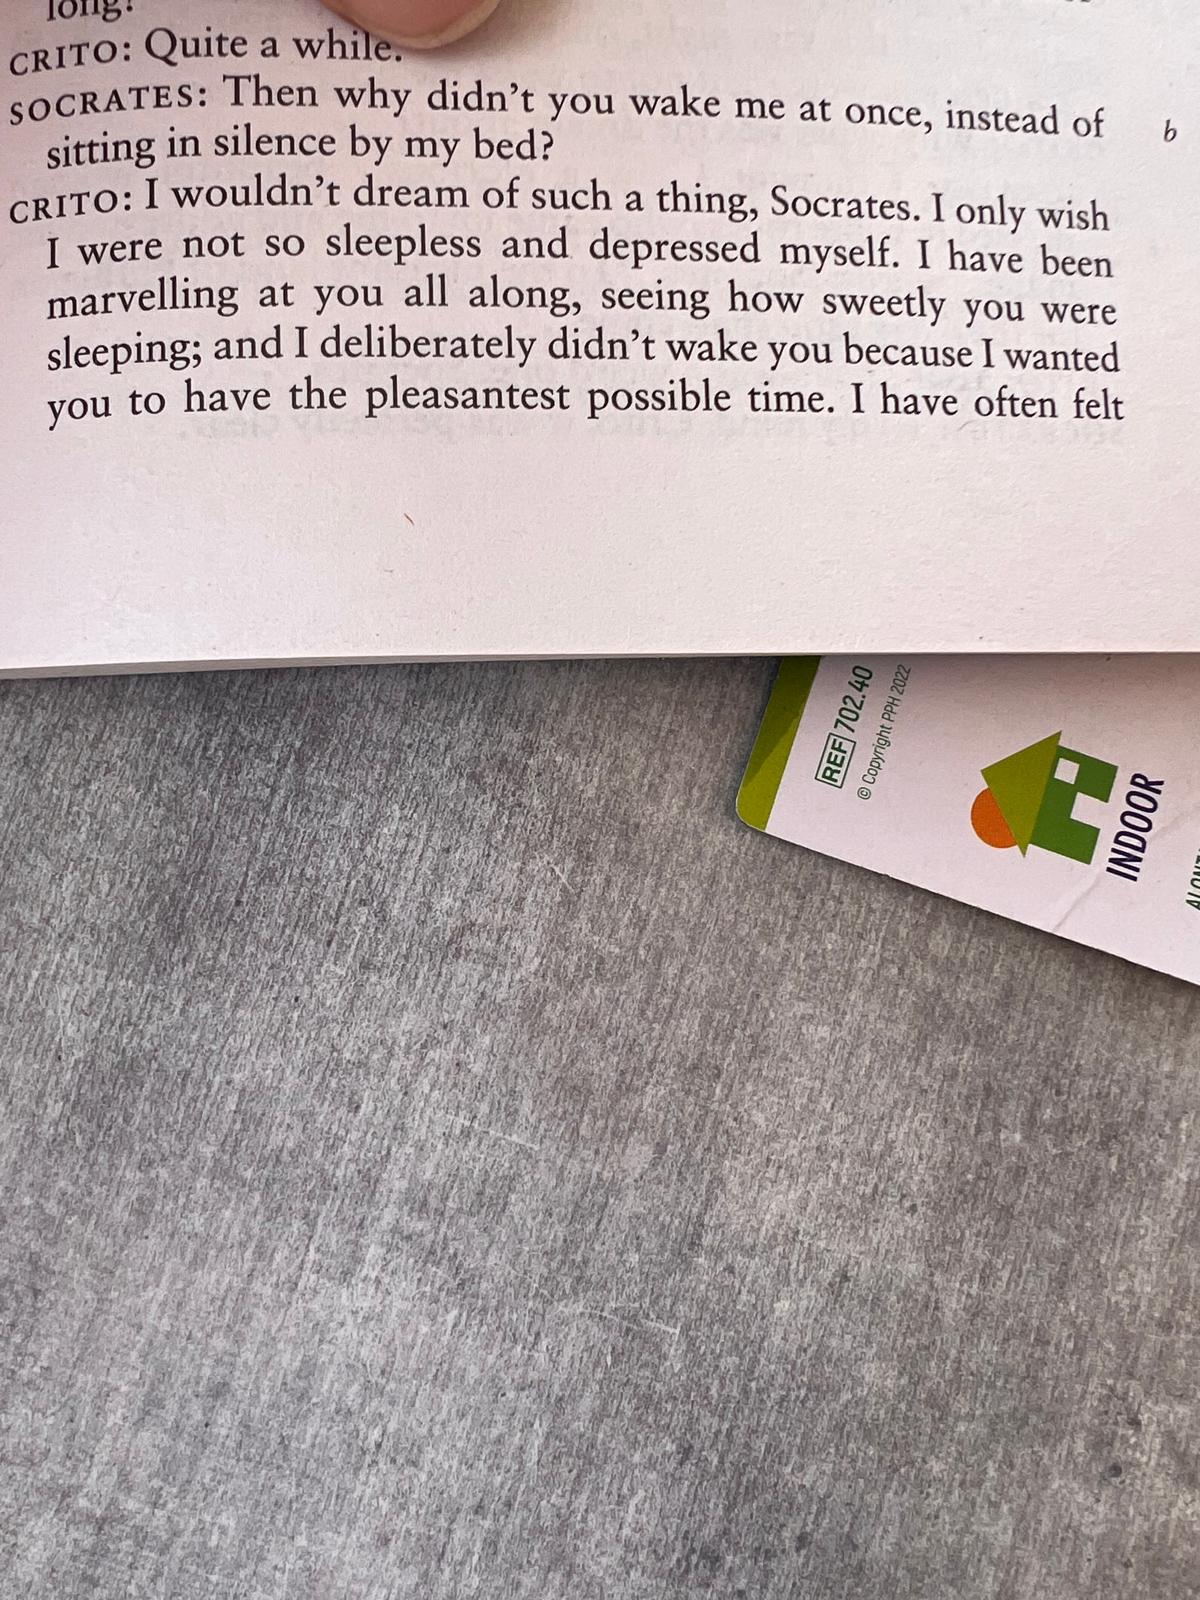 long?
CRITO: Quite a while.
SOCRATES: Then why didn't you wake me at once, instead of b
sitting in silence by my bed?
CRITO: I wouldn't dream of such a thing, Socrates. I only wish
I were not so sleepless and depressed myself. I have been
marvelling at you all along, seeing how sweetly you were
sleeping; and I deliberately didn't wake you because I wanted
you to have the pleasantest possible time. I have often felt
REF 702.40
© Copyright PPH 2022
INDOOR